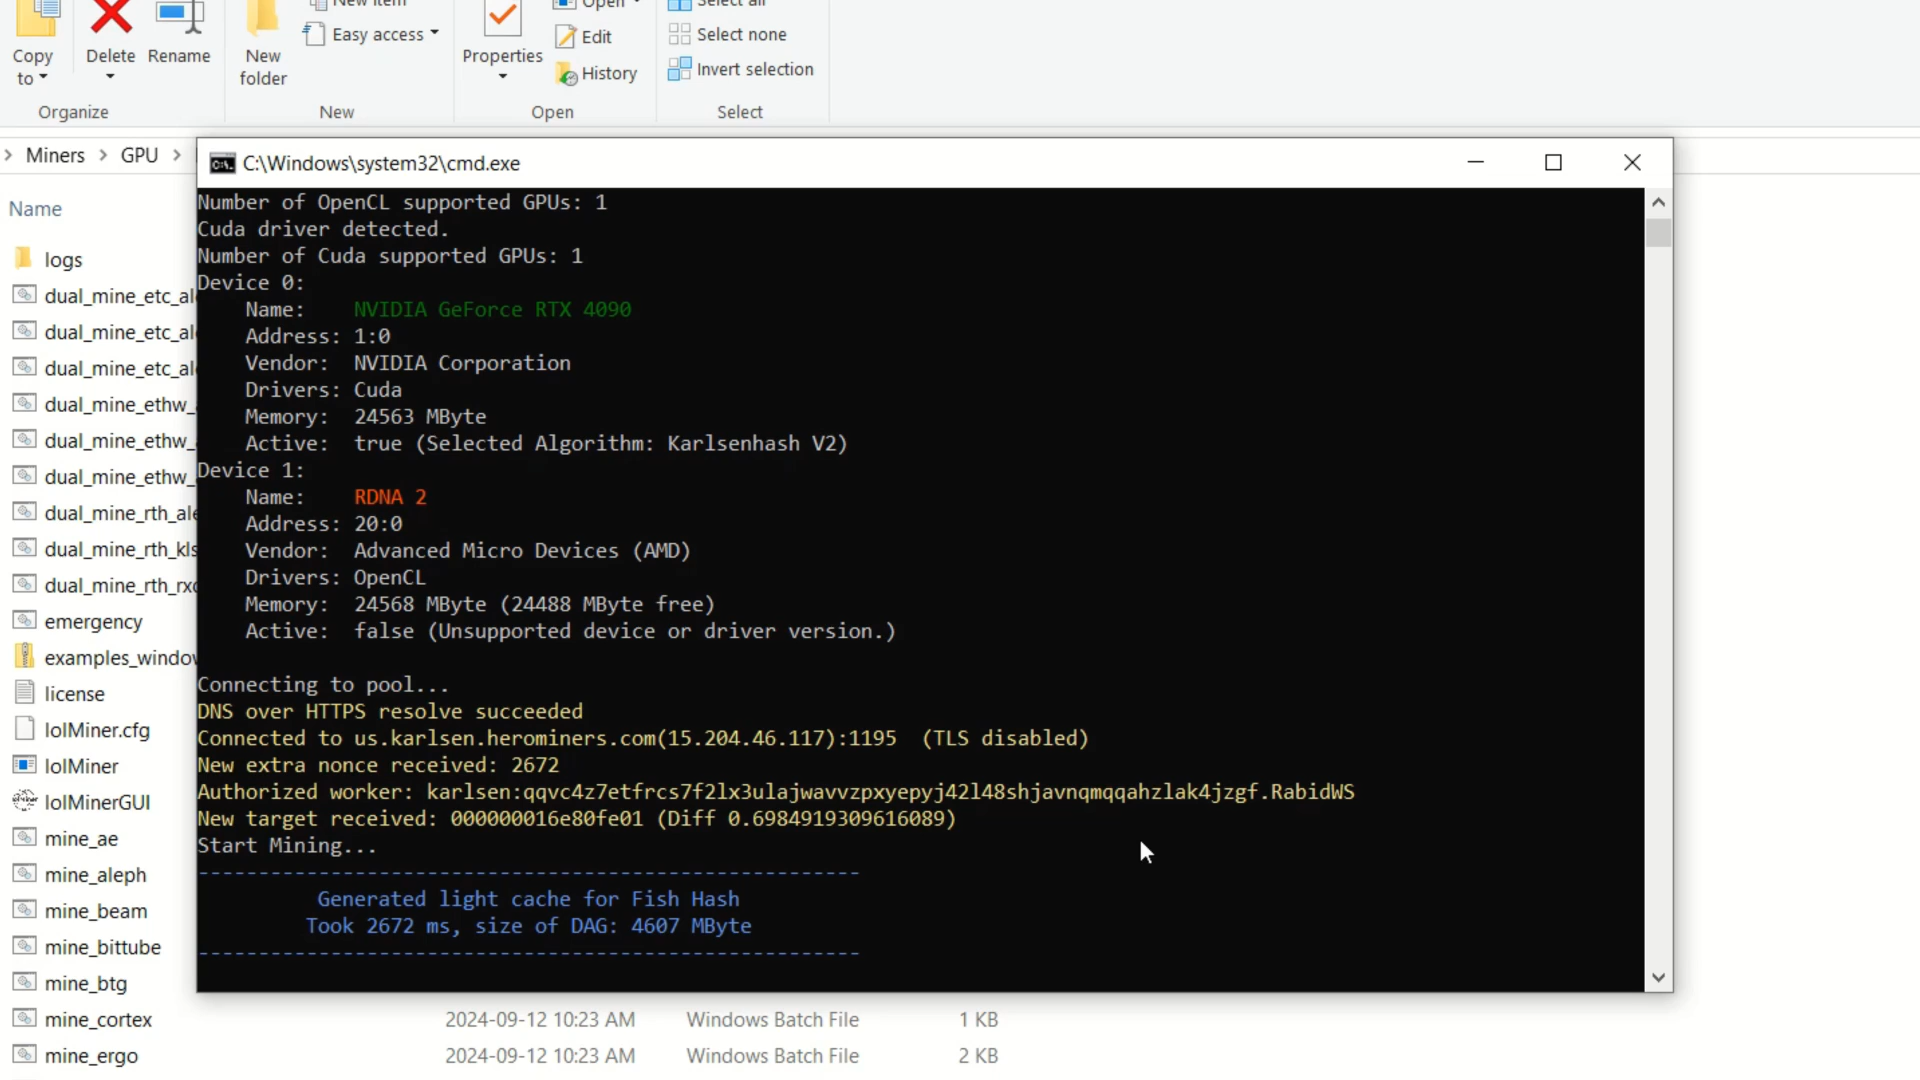 New item
Open
Select all
Copy
to
Delete
Rename
New
folder
Easy access
Properties
Edit
History
Select none
Invert selection
Organize
New
Open
Select
Miners
GPU
C:\Windows\system32\cmd.exe
Name
logs
dual_mine_etc_al
dual_mine_etc_al
dual_mine_etc_al
dual_mine_ethw_
dual_mine_ethw_
dual_mine_ethw_
dual_mine_rth_ale
dual_mine_rth_kls
dual_mine_rth_rx
emergency
examples_window
license
lolMiner.cfg
lolMiner
lolMinerGUI
mine_ae
mine_aleph
mine_beam
mine_bittube
mine_btg
mine_cortex 2024-09-12 10:23 AM Windows Batch File 1 KB
mine_ergo 2024-09-12 10:23 AM Windows Batch File 2 KB
Number of OpenCL supported GPUs: 1
Cuda driver detected.
Number of Cuda supported GPUs: 1
Device 0:
Name: NVIDIA GeForce RTX 4090
Address: 1:0
Vendor: NVIDIA Corporation
Drivers: Cuda
Memory: 24563 MByte
Active: true (Selected Algorithm: Karlsenhash V2)
Device 1:
Name: RDNA 2
Address: 20:0
Vendor: Advanced Micro Devices (AMD)
Drivers: OpenCL
Memory: 24568 MByte (24488 MByte free)
Active: false (Unsupported device or driver version.)
Connecting to pool...
DNS over HTTPS resolve succeeded
Connected to us.karlsen.herominers.com(15.204.46.117):1195 (TLS disabled)
New extra nonce received: 2672
Authorized worker: karlsen:qqvc4z7etfrcs7f2lx3ulajwavvzpxyepyj42l48shjavnqmqqahzlak4jzgf.RabidWS
New target received: 000000016e80fe01 (Diff 0.6984919309616089)
Start Mining...
-------------------------------------------------------
Generated light cache for Fish Hash
Took 2672 ms, size of DAG: 4607 MByte
-------------------------------------------------------